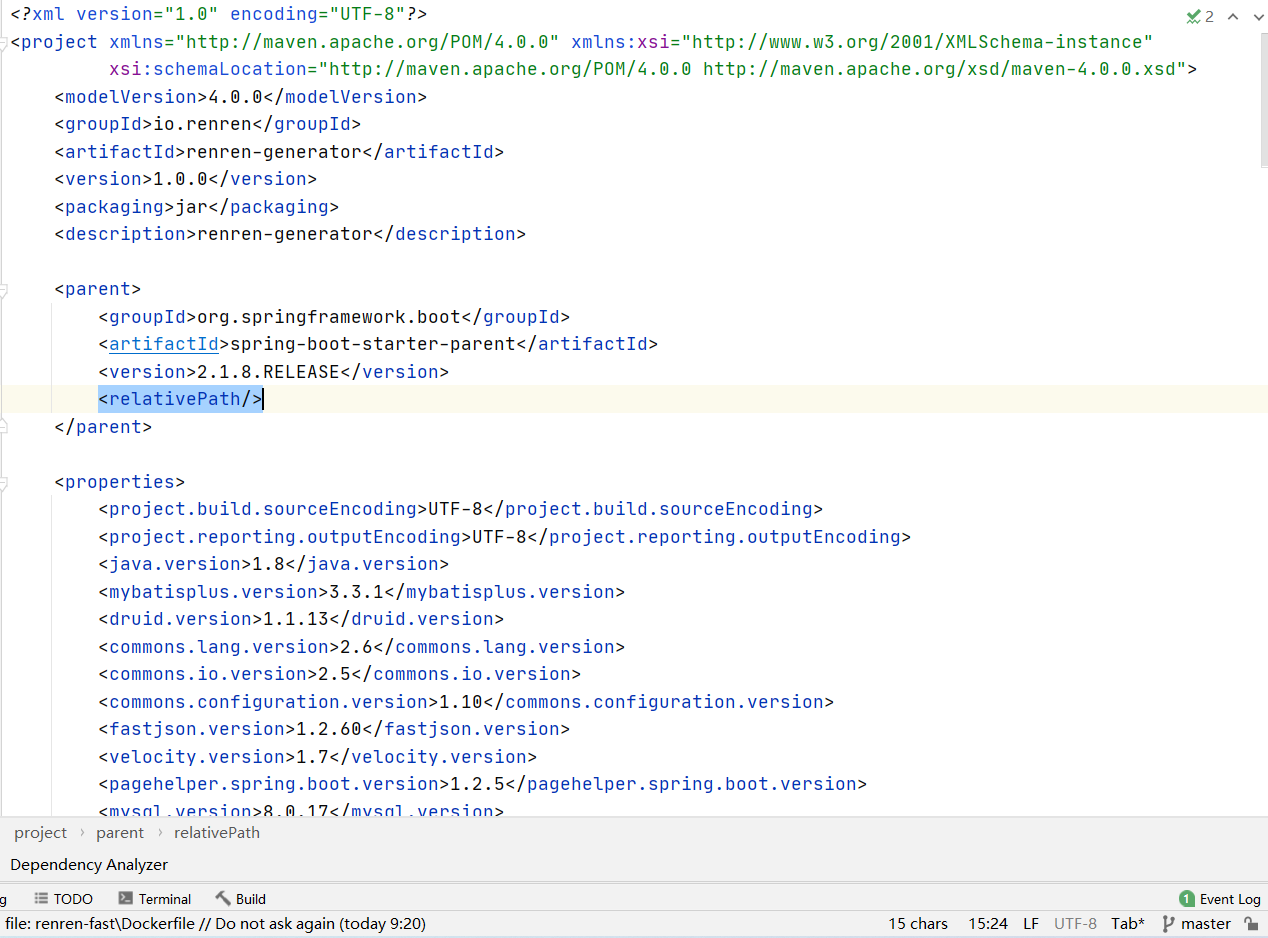 <?xml version="1.0" encoding="UTF-8"?>
2
<project xmlns="http://maven.apache.org/POM/4.0.0" xmlns:xsi="http://www.w3.org/2001/XMLSchema-instance"
xsi:schemaLocation="http://maven.apache.org/POM/4.0.0 http://maven.apache.org/xsd/maven-4.0.0.xsd">
<modelVersion>4.0.0</modelVersion>
<groupId>io.renren</groupId>
<artifactId>renren-generator</artifactId>
<version>1.0.0</version>
<packaging>jar</packaging>
<description>renren-generator</description>
<parent>
<groupId>org.springframework.boot</groupId>
<artifactId>spring-boot-starter-parent</artifactId>
<version>2.1.8.RELEASE</version>
<relativePath/>
</parent>
<properties>
<project.build.sourceEncoding>UTF-8</project.build.sourceEncoding>
<project.reporting.outputEncoding>UTF-8</project.reporting.outputEncoding>
<java.version>1.8</java.version>
<mybatisplus.version>3.3.1</mybatisplus.version>
<druid.version>1.1.13</druid.version>
<commons.lang.version>2.6</commons.lang.version>
<commons.io.version>2.5</commons.io.version>
<commons.configuration.version>1.10</commons.configuration.version>
<fastjson.version>1.2.60</fastjson.version>
<velocity.version>1.7</velocity.version>
<pagehelper.spring.boot.version>1.2.5</pagehelper.spring.boot.version>
<mysql.version>8.0.17</mysql.version>
project › parent › relativePath
Dependency Analyzer
g TODO Terminal Build 1 Event Log
file: renren-fast\Dockerfile // Do not ask again (today 9:20) 15 chars 15:24 LF UTF-8 Tab* master